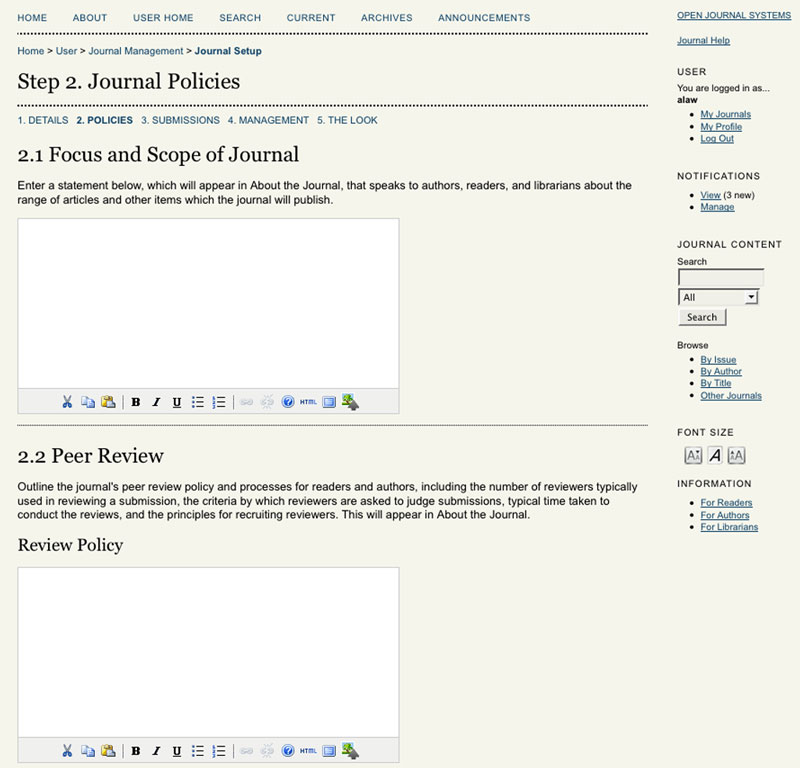 HOME ABOUT USER HOME SEARCH CURRENT ARCHIVES ANNOUNCEMENTS
Home > User > Journal Management > Journal Setup
Step 2. Journal Policies
1. DETAILS 2. POLICIES 3. SUBMISSIONS 4. MANAGEMENT 5. THE LOOK
2.1 Focus and Scope of Journal
Enter a statement below, which will appear in About the Journal, that speaks to authors, readers, and librarians about the
range of articles and other items which the journal will publish.
B I U HTML
2.2 Peer Review
Outline the journal's peer review policy and processes for readers and authors, including the number of reviewers typically
used in reviewing a submission, the criteria by which reviewers are asked to judge submissions, typical time taken to
conduct the reviews, and the principles for recruiting reviewers. This will appear in About the Journal.
Review Policy
B I U HTML
OPEN JOURNAL SYSTEMS
Journal Help
USER
You are logged in as...
alaw
My Journals
My Profile
Log Out
NOTIFICATIONS
View (3 new)
Manage
JOURNAL CONTENT
Search
All
Search
Browse
By Issue
By Author
By Title
Other Journals
FONT SIZE
A A A
INFORMATION
For Readers
For Authors
For Librarians